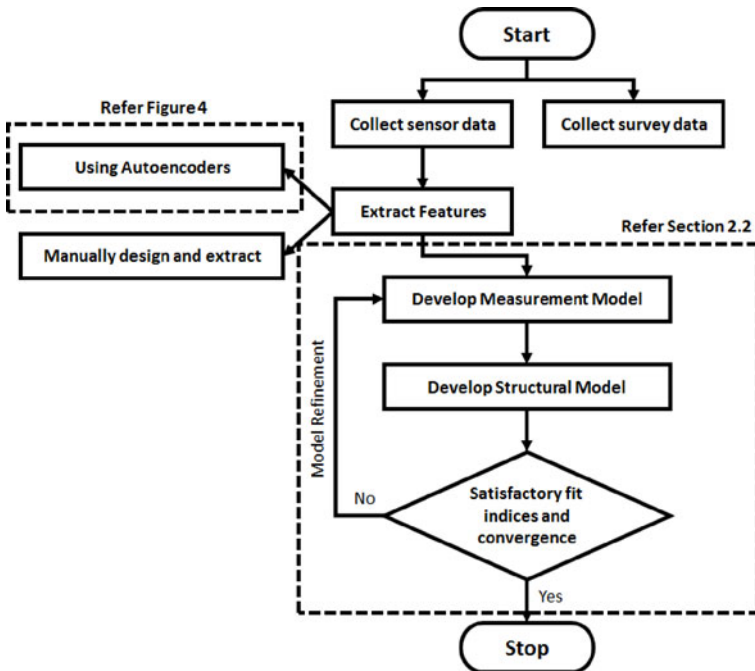 Start
Refer Figure 4
Collect sensor data
Collect survey data
Using Autoencoders
Extract Features
Refer Section 2.2
Manually design and extract
Develop Measurement Model
Model Refinement
Develop Structural Model
No
Satisfactory fit
indices and
convergence
Yes
Stop